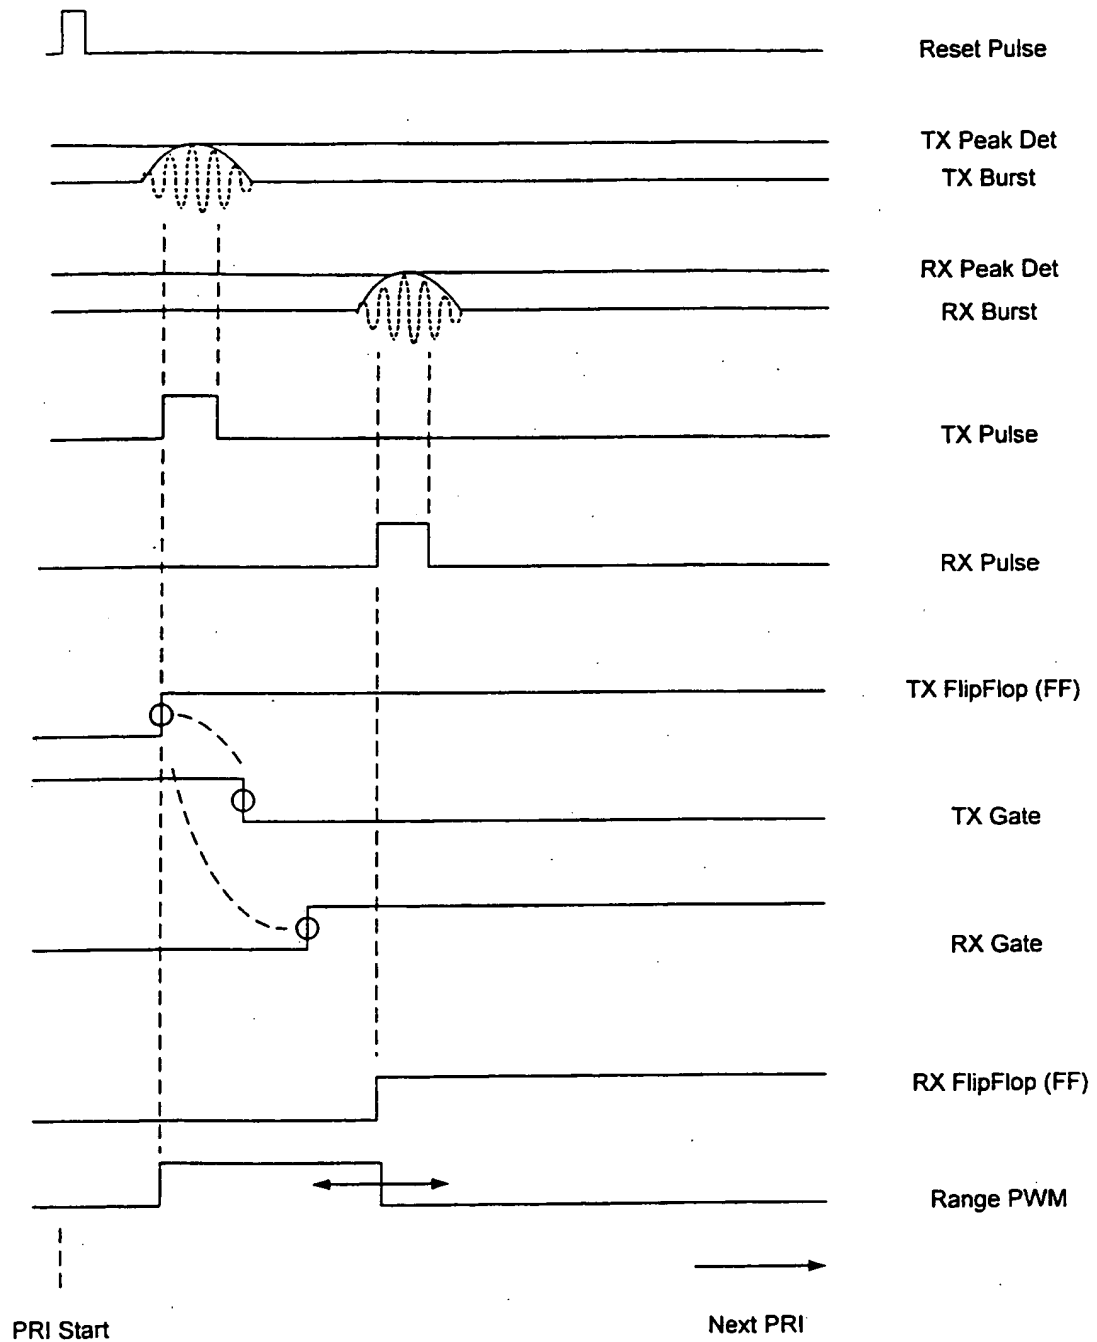 Reset Pulse
TX Peak Det
TX Burst
RX Peak Det
RX Burst
TX Pulse
RX Pulse
TX FlipFlop (FF)
TX Gate
RX Gate
RX FlipFlop (FF)
Range PWM
PRI Start
Next PRI